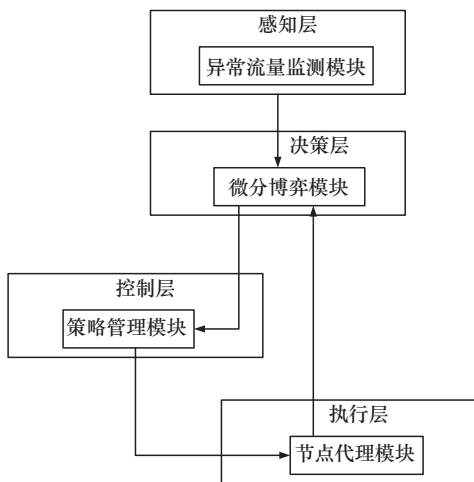 感知层
异常流量监测模块
决策层
微分博弈模块
控制层
策略管理模块
执行层
节点代理模块